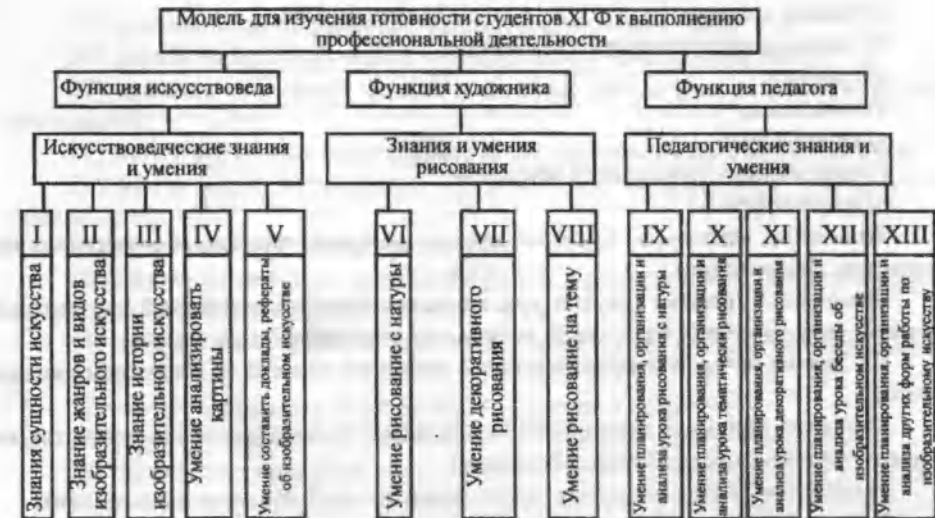 Модель для изучения готовности студентов ХГФ к выполнению
профессиональной деятельности
Функция искусствоведа
Функция художника
Функция педагога
Искусствоведческие знания
и умения
Знания и умения
рисования
Педагогические знания и
умения
I
Знания сущности искусства
II
Знание жанров и видов
изобразительного искусства
III
Знание истории
изобразительного искусства
IV
Умение анализировать
картины
V
Умение составить доклады, рефераты
об изобразительном искусстве
VI
Умение рисование с натуры
VII
Умение декоративного
рисования
VIII
Умение рисование на тему
IX
Умение планирования, организации и
анализа урока рисования с натуры
X
Умение планирования, организации и
анализа урока тематически рисования
XI
Умение планирования, организации и
анализа урока декоративного рисования
XII
Умение планирования, организации и
анализа урока беседы об
изобразительном искусстве
XIII
Умение планирования, организации и
анализа других форм работы по
изобразительному искусству